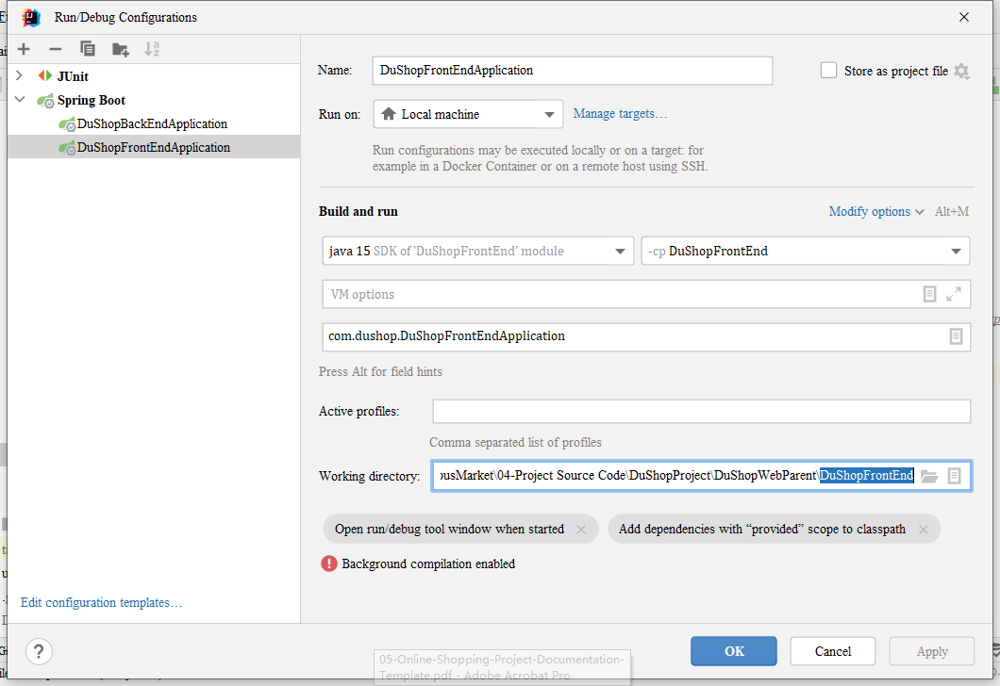 Run/Debug Configurations
JUnit
Spring Boot
DuShopBackEndApplication
DuShopFrontEndApplication
Edit configuration templates…
Name: DuShopFrontEndApplication
Store as project file
Run on: Local machine Manage targets…
Run configurations may be executed locally or on a target: for
example in a Docker Container or on a remote host using SSH.
Build and run Modify options Alt+M
java 15 SDK of 'DuShopFrontEnd' module -cp DuShopFrontEnd
VM options
com.dushop.DuShopFrontEndApplication
Press Alt for field hints
Active profiles:
Comma separated list of profiles
Working directory: usMarket\04-Project Source Code\DuShopProject\DuShopWebParent\DuShopFrontEnd
Open run/debug tool window when started Add dependencies with “provided” scope to classpath
Background compilation enabled
?
05-Online-Shopping-Project-Documentation-
Template.pdf - Adobe Acrobat Pro
OK Cancel Apply